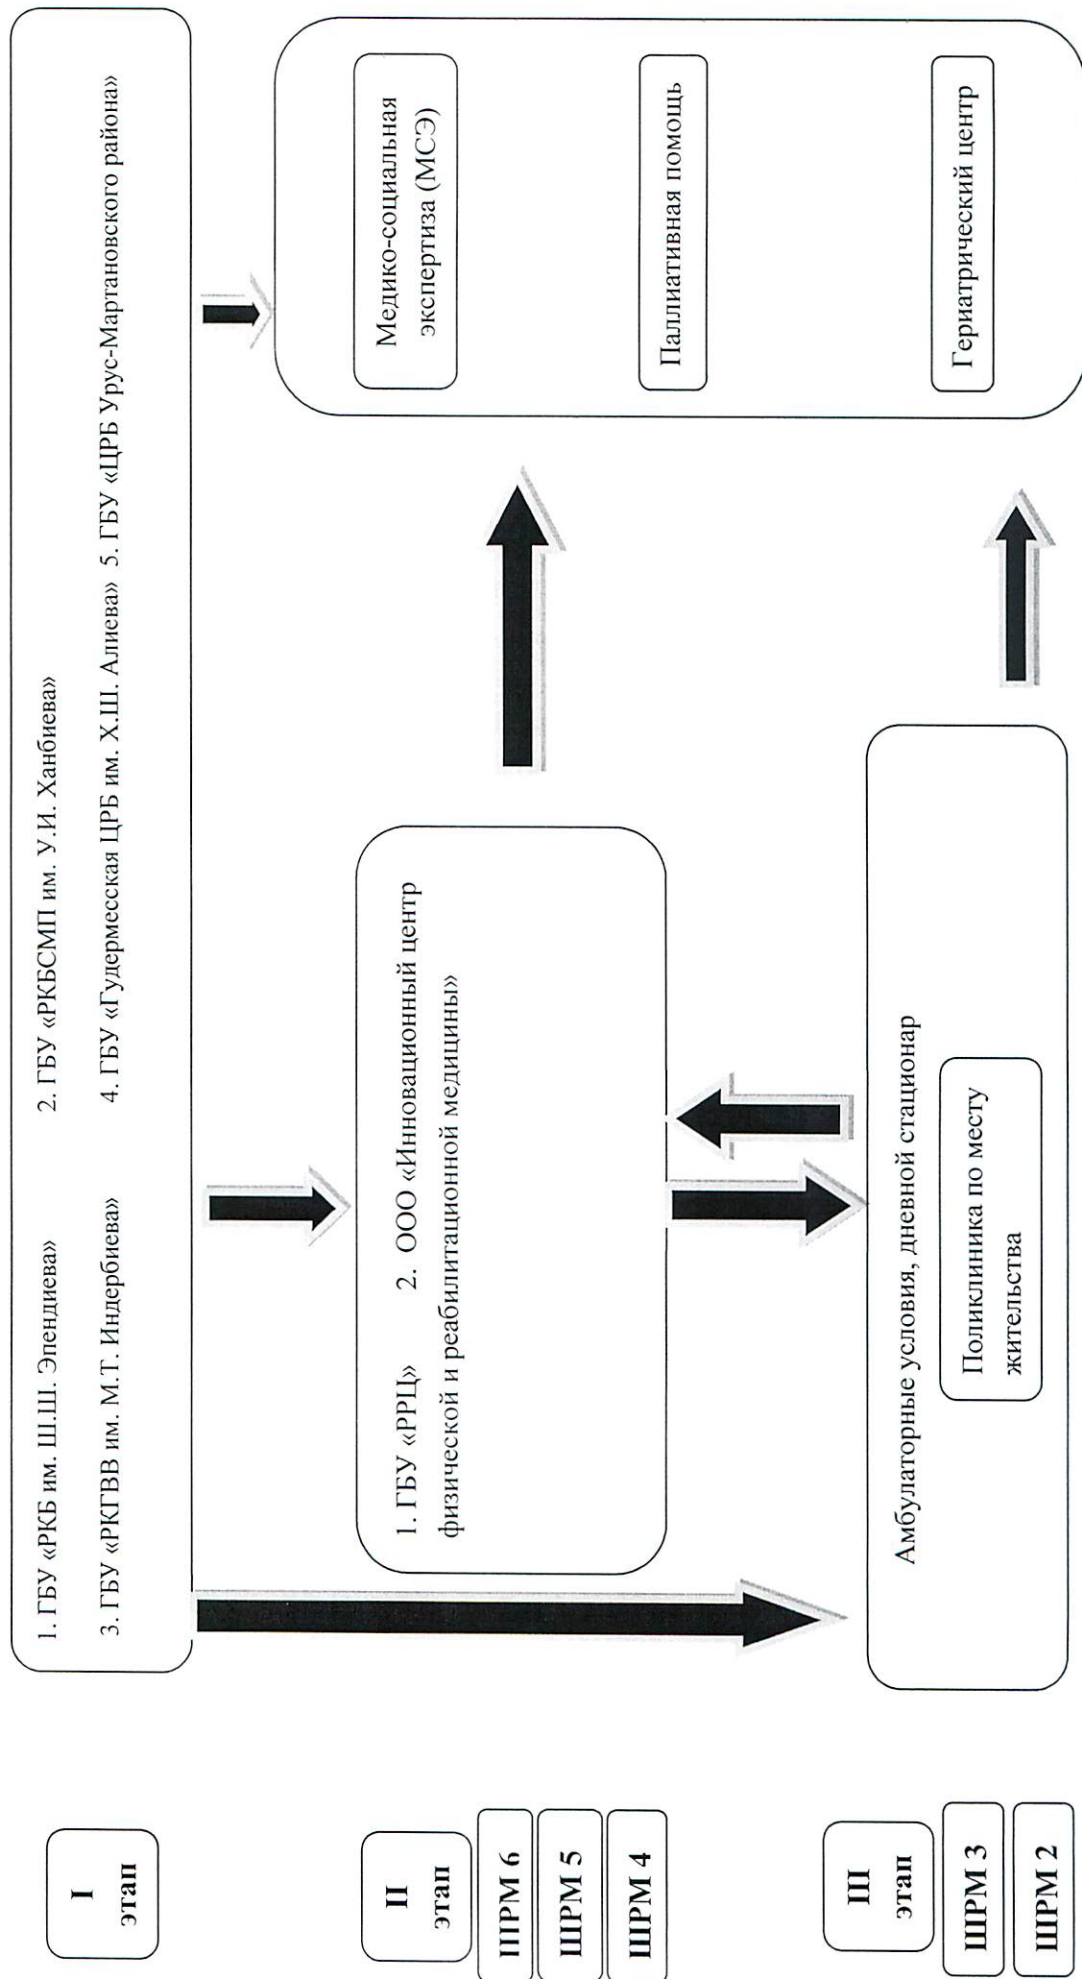 I
этап
1. ГБУ «РКБ им. Ш.Ш. Эпендиева» 2. ГБУ «РКБСМП им. У.И. Ханбиева»
3. ГБУ «РКГВВ им. М.Т. Индербиева» 4. ГБУ «Гудермесская ЦРБ им. Х.Ш. Алиева» 5. ГБУ «ЦРБ Урус-Мартановского района»
II
этап
ШРМ 6
ШРМ 5
ШРМ 4
1. ГБУ «РРЦ» 2. ООО «Инновационный центр
физической и реабилитационной медицины»
Медико-социальная
экспертиза (МСЭ)
Паллиативная помощь
Гериатрический центр
III
этап
ШРМ 3
ШРМ 2
Амбулаторные условия, дневной стационар
Поликлиника по месту
жительства